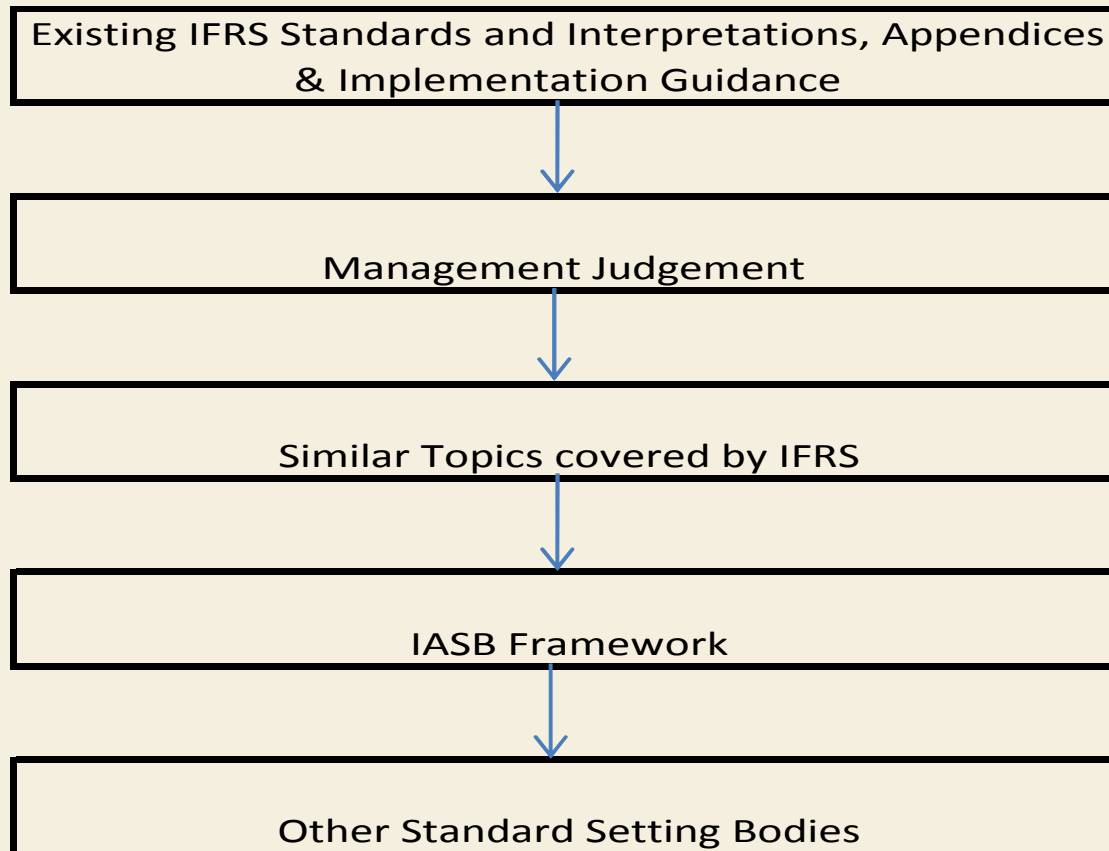 Existing IFRS Standards and Interpretations, Appendices
& Implementation Guidance
Management Judgement
Similar Topics covered by IFRS
IASB Framework
Other Standard Setting Bodies